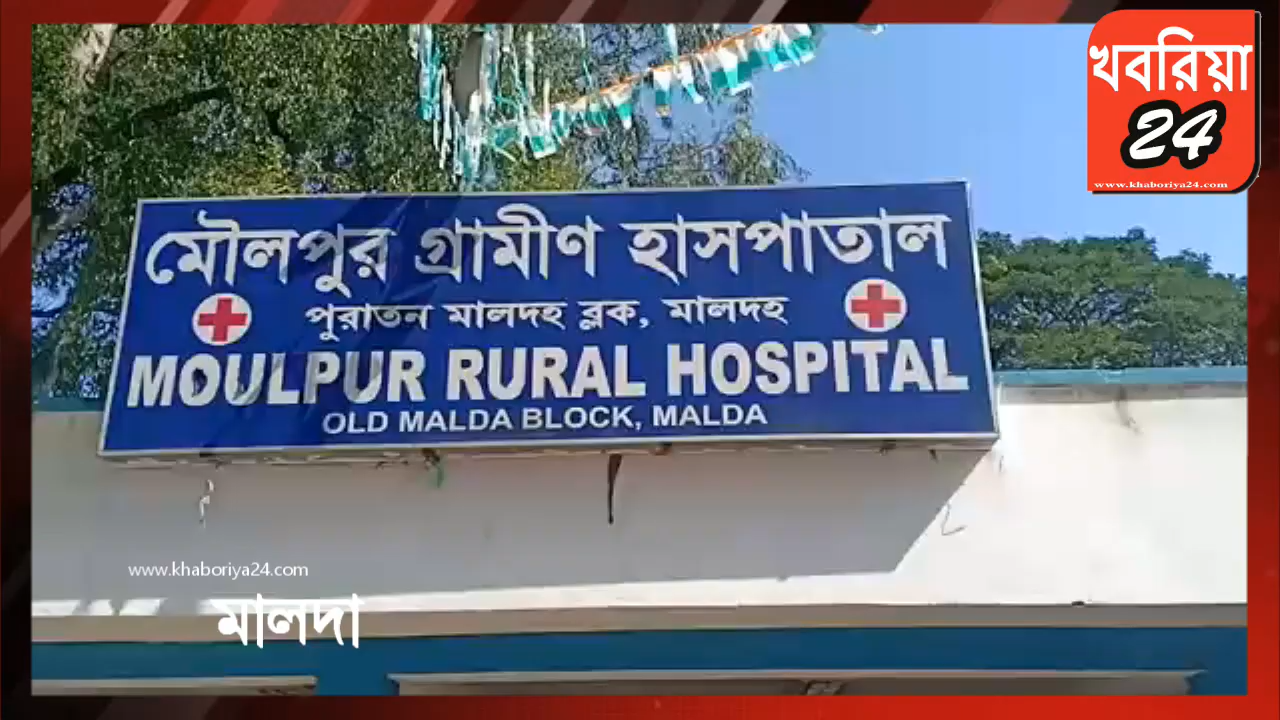 খবরিয়া
24
www.khaboriya24.com
মৌলপুর গ্রামীণ হাসপাতাল
পুরাতন মালদহ ব্লক, মালদহ
MOULPUR RURAL HOSPITAL
OLD MALDA BLOCK, MALDA
www.khaboriya24.com
মালদা